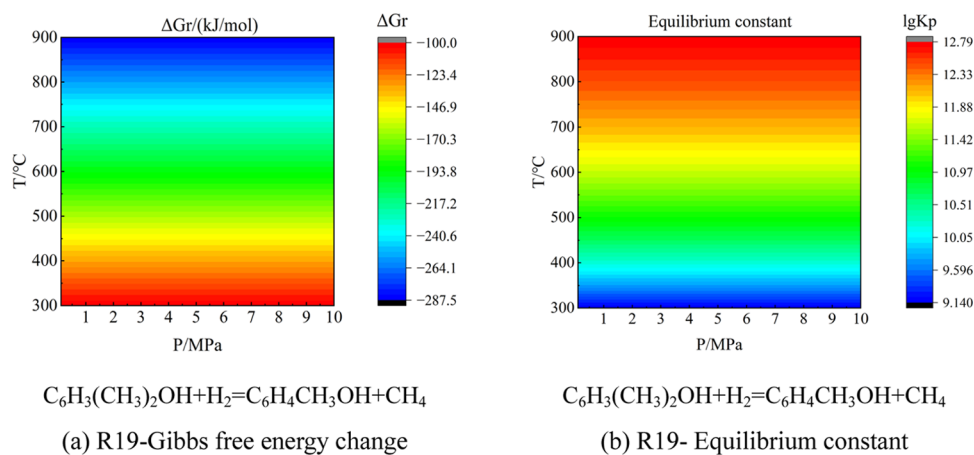 ΔGr/(kJ/mol)
ΔGr
900
800
700
600
500
400
300
T/℃
1 2 3 4 5 6 7 8 9 10
P/MPa
−100.0
−123.4
−146.9
−170.3
−193.8
−217.2
−240.6
−264.1
−287.5
C₆H₃(CH₃)₂OH+H₂=C₆H₄CH₃OH+CH₄
(a) R19-Gibbs free energy change
Equilibrium constant
lgKp
900
800
700
600
500
400
300
T/℃
1 2 3 4 5 6 7 8 9 10
P/MPa
12.79
12.33
11.88
11.42
10.97
10.51
10.05
9.596
9.140
C₆H₃(CH₃)₂OH+H₂=C₆H₄CH₃OH+CH₄
(b) R19- Equilibrium constant